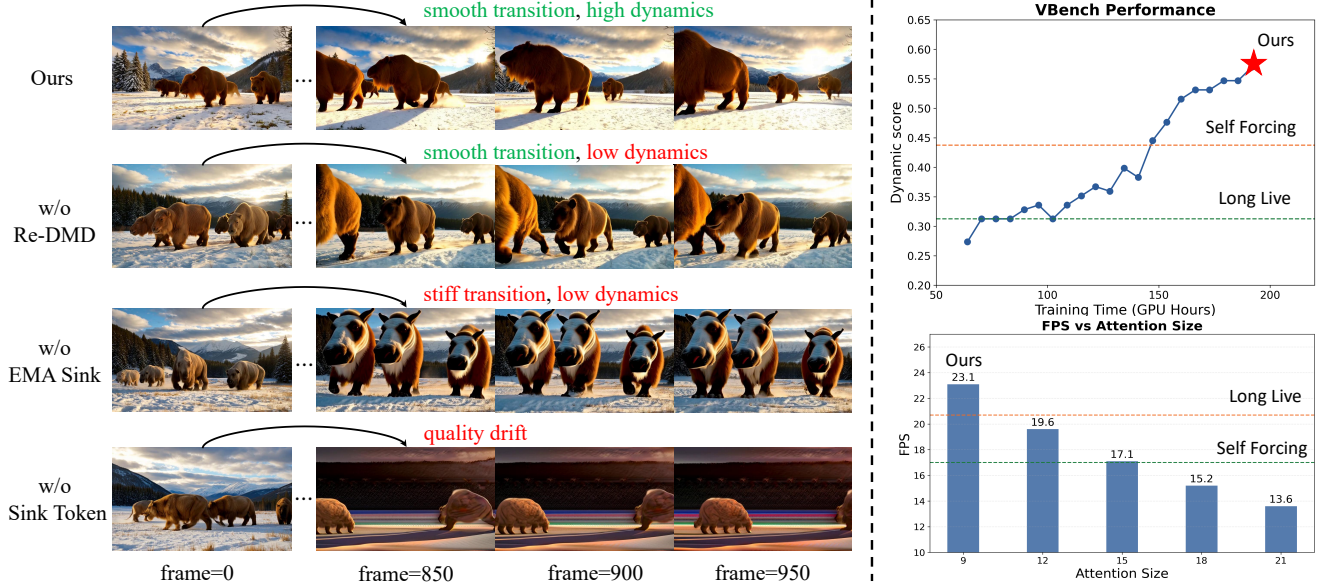 smooth transition, high dynamics
Ours
...
smooth transition, low dynamics
w/o
Re-DMD
...
stiff transition, low dynamics
w/o
EMA Sink
...
quality drift
w/o
Sink Token
...
frame=0
frame=850
frame=900
frame=950
VBench Performance
Dynamic score
0.65
0.60
0.55
0.50
0.45
0.40
0.35
0.30
0.25
0.20
Ours
Self Forcing
Long Live
50
100
150
200
Training Time (GPU Hours)
FPS vs Attention Size
FPS
26
24
22
20
18
16
14
12
10
Ours
23.1
19.6
17.1
15.2
13.6
Long Live
Self Forcing
9
12
15
18
21
Attention Size